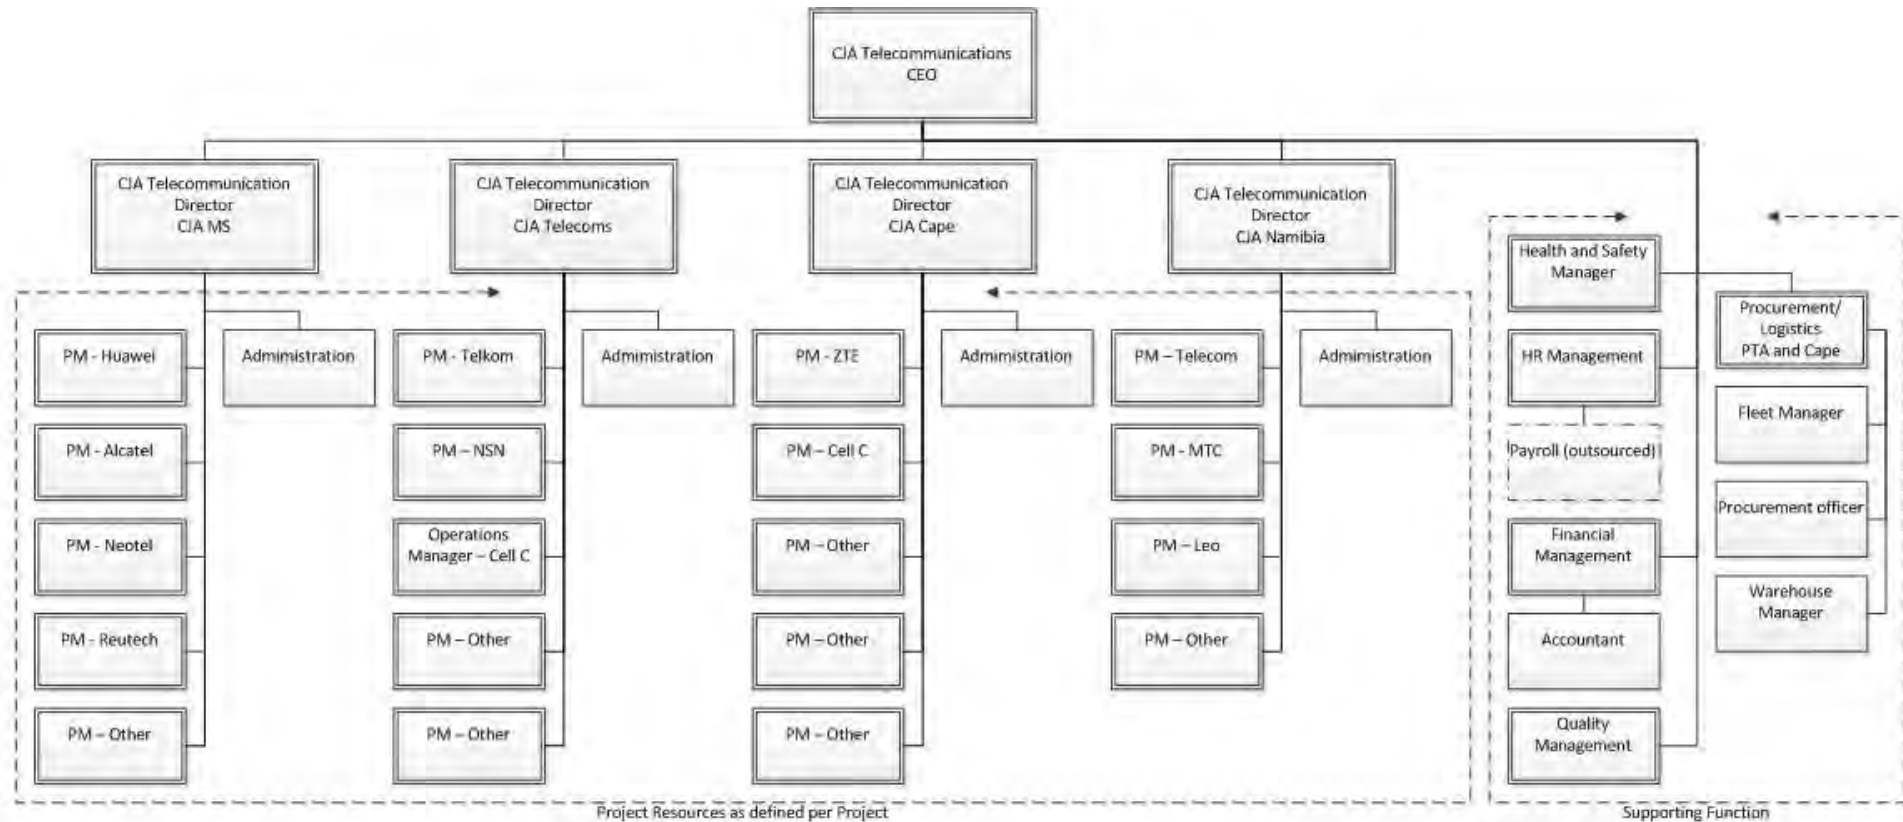 CJA Telecommunications
CEO
CJA Telecommunication
Director
CJA MS
CJA Telecommunication
Director
CJA Telecoms
CJA Telecommunication
Director
CJA Cape
CJA Telecommunication
Director
CJA Namibia
PM - Huawei
Admimistration
PM - Alcatel
PM - Neotel
PM - Reutech
PM – Other
PM - Telkom
Admimistration
PM – NSN
Operations
Manager – Cell C
PM – Other
PM – Other
PM - ZTE
Admimistration
PM – Cell C
PM – Other
PM – Other
PM – Other
PM – Telecom
Admimistration
PM - MTC
PM – Leo
PM – Other
Health and Safety
Manager
HR Management
Payroll (outsourced)
Financial
Management
Accountant
Quality
Management
Procurement/
Logistics
PTA and Cape
Fleet Manager
Procurement officer
Warehouse
Manager
Project Resources as defined per Project
Supporting Function